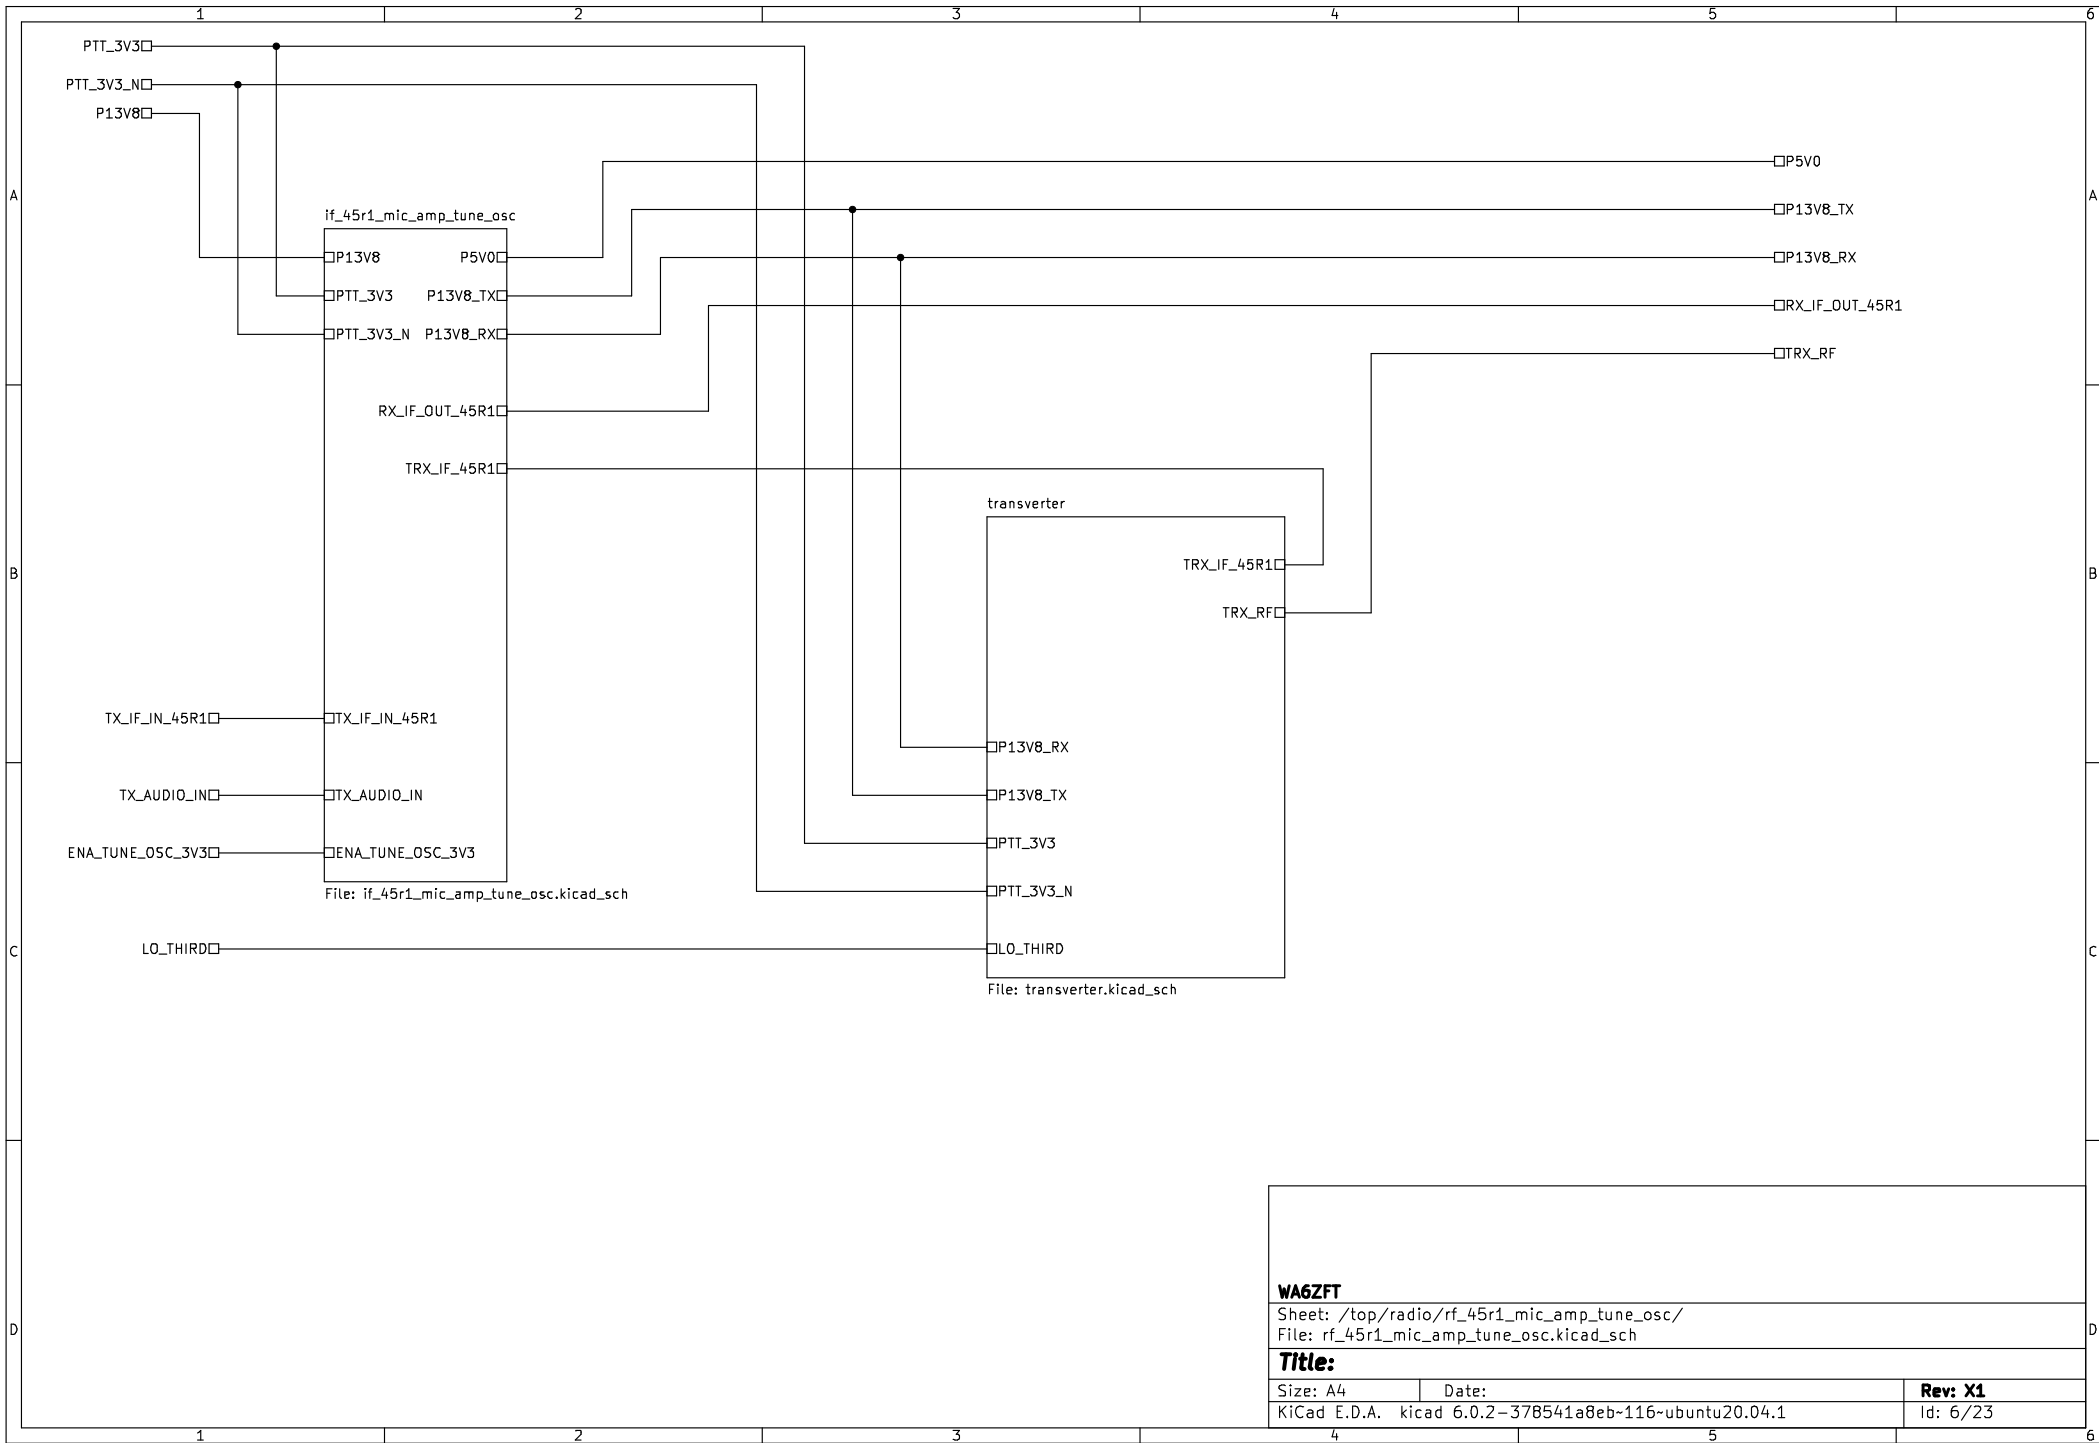 1 2 3 4 5 6
PTT_3V3
PTT_3V3_N
P13V8
P5V0
A A
P13V8_TX
if_45r1_mic_amp_tune_osc
P13V8 P5V0
P13V8_RX
PTT_3V3 P13V8_TX
RX_IF_OUT_45R1
PTT_3V3_N P13V8_RX
TRX_RF
RX_IF_OUT_45R1
TRX_IF_45R1
transverter
TRX_IF_45R1
B B
TRX_RF
TX_IF_IN_45R1 TX_IF_IN_45R1
P13V8_RX
TX_AUDIO_IN TX_AUDIO_IN
P13V8_TX
PTT_3V3
ENA_TUNE_OSC_3V3 ENA_TUNE_OSC_3V3
PTT_3V3_N
File: if_45r1_mic_amp_tune_osc.kicad_sch
LO_THIRD LO_THIRD
C C
File: transverter.kicad_sch
WA6ZFT
Sheet: /top/radio/rf_45r1_mic_amp_tune_osc/
File: rf_45r1_mic_amp_tune_osc.kicad_sch
D D
Title:
Size: A4 Date: Rev: X1
KiCad E.D.A. kicad 6.0.2-378541a8eb~116~ubuntu20.04.1 Id: 6/23
1 2 3 4 5 6